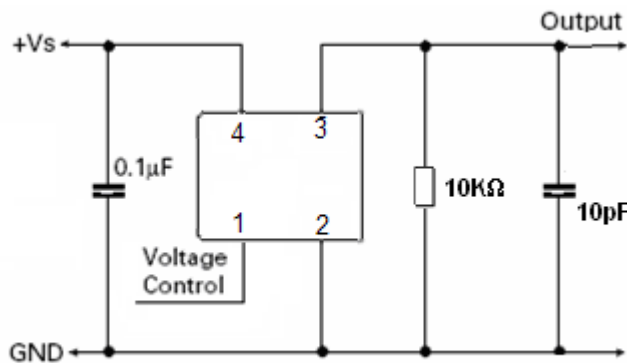 Output
+Vs
4 3
0.1µF
10KΩ
10pF
1 2
Voltage
Control
GND